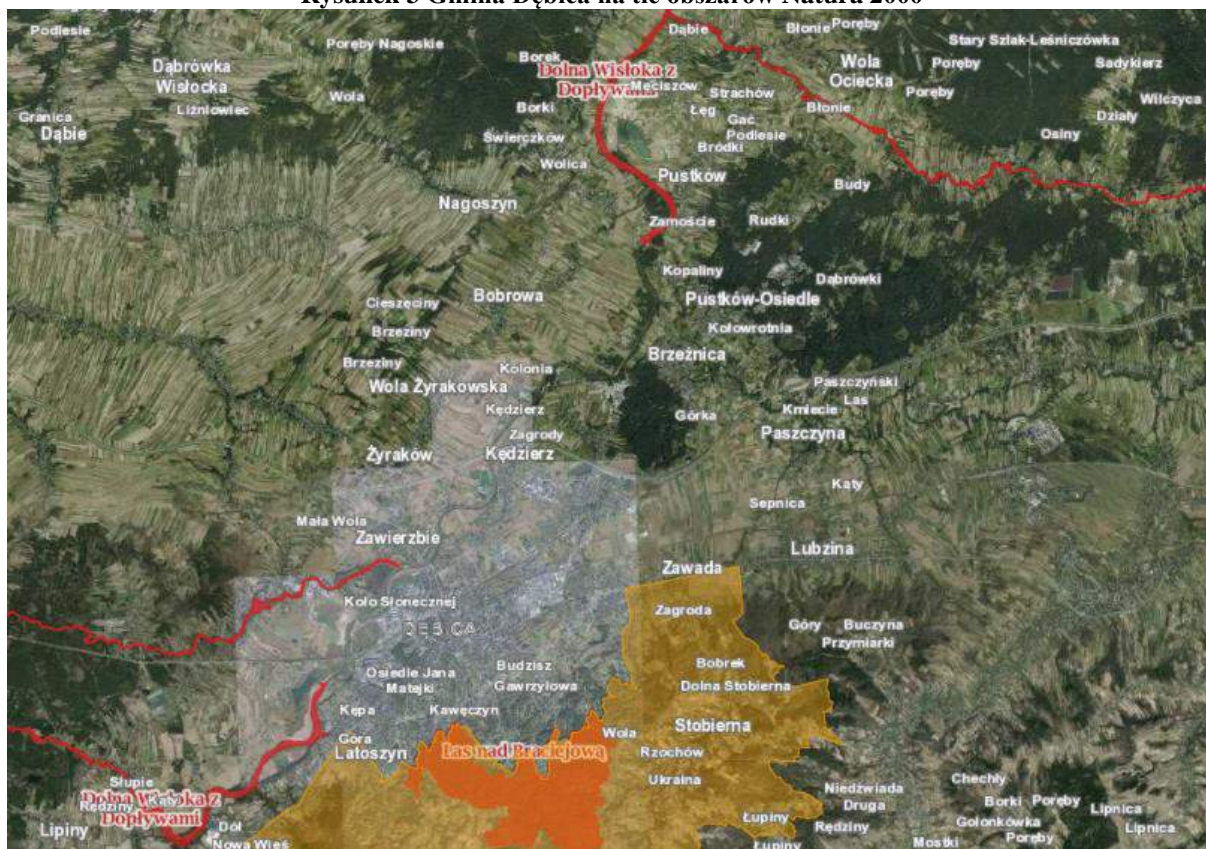 Rysunek 3 Gmina Dębica na tle obszarów Natura 2000
Podlesie
Poręby Nagoskie
Dąbie
Błonie
Poręby
Stary Szlak-Leśniczówka
Borek
Dąbrówka
Wisłocka
Dolna Wisłoka z
Dopływami
Męciszow
Wola
Ociecka
Poręby
Sadykierz
Wola
Strachów
Poręby
Wilczyca
Granica
Liźniowiec
Borki
Łęg
Błonie
Działy
Dąbie
Gać
Osiny
Świerczków
Podlesie
Bródki
Wolica
Pustków
Budy
Nagoszyn
Zamoście
Rudki
Kopaliny
Dąbrówki
Bobrowa
Pustków-Osiedle
Cieszęciny
Kołowrotnia
Brzeziny
Brzeźnica
Brzeziny
Kolonia
Wola Żyrakowska
Paszczyński
Las
Kędzierz
Górka
Kmiecie
Zagrody
Paszczyna
Żyraków
Kędzierz
Katy
Sepnica
Mała Wola
Zawierzbie
Lubzina
Zawada
Koło Słonecznej
Zagroda
DĘBICA
Góry
Buczyna
Przymiarki
Osiedle Jana
Matejki
Budzisz
Gawrzyłowa
Bobrek
Dolna Stobierna
Kępa
Kawęczyn
Stobierna
Góra
Latoszyn
Las nad Braciejową
Wola
Rzochów
Słupie
Ukraina
Niedźwiada
Druga
Chechły
Dolna Wisłoka z
Dopływami
Rędziny
Katy
Borki
Poręby
Lipnica
Lipiny
Dół
Łupiny
Rędziny
Golonkówka
Lipnica
Nowa Wieś
Łupiny
Mostki
Poręby